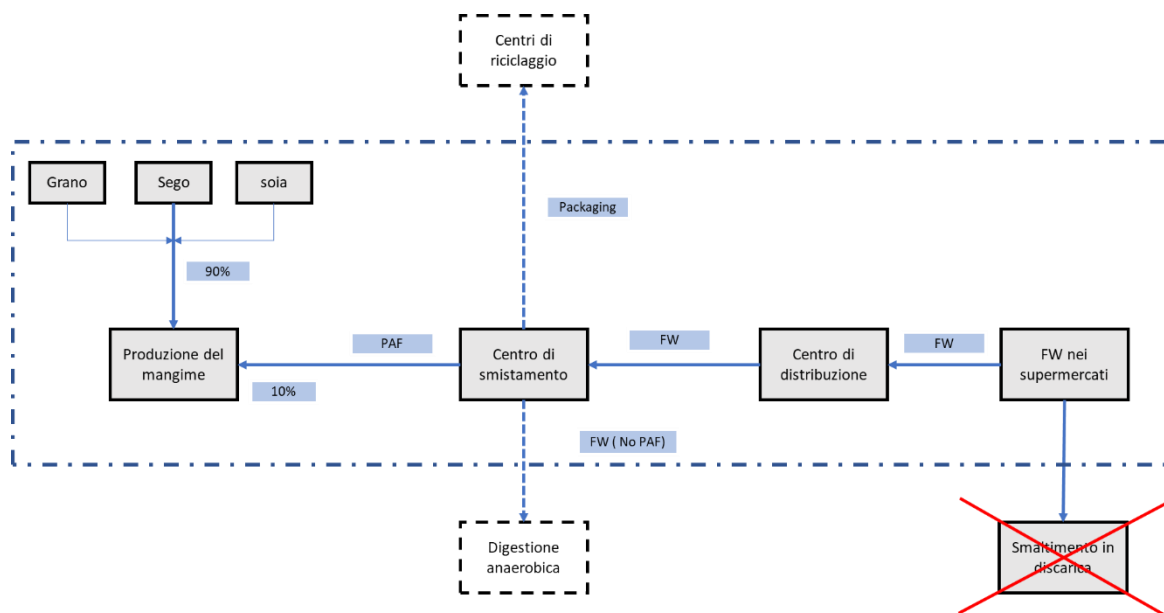 Centri di
riciclaggio
Grano
Sego
soia
Packaging
90%
Produzione del
mangime
PAF
10%
Centro di
smistamento
FW
Centro di
distribuzione
FW
FW nei
supermercati
FW ( No PAF)
Digestione
anaerobica
Smaltimento in
discarica